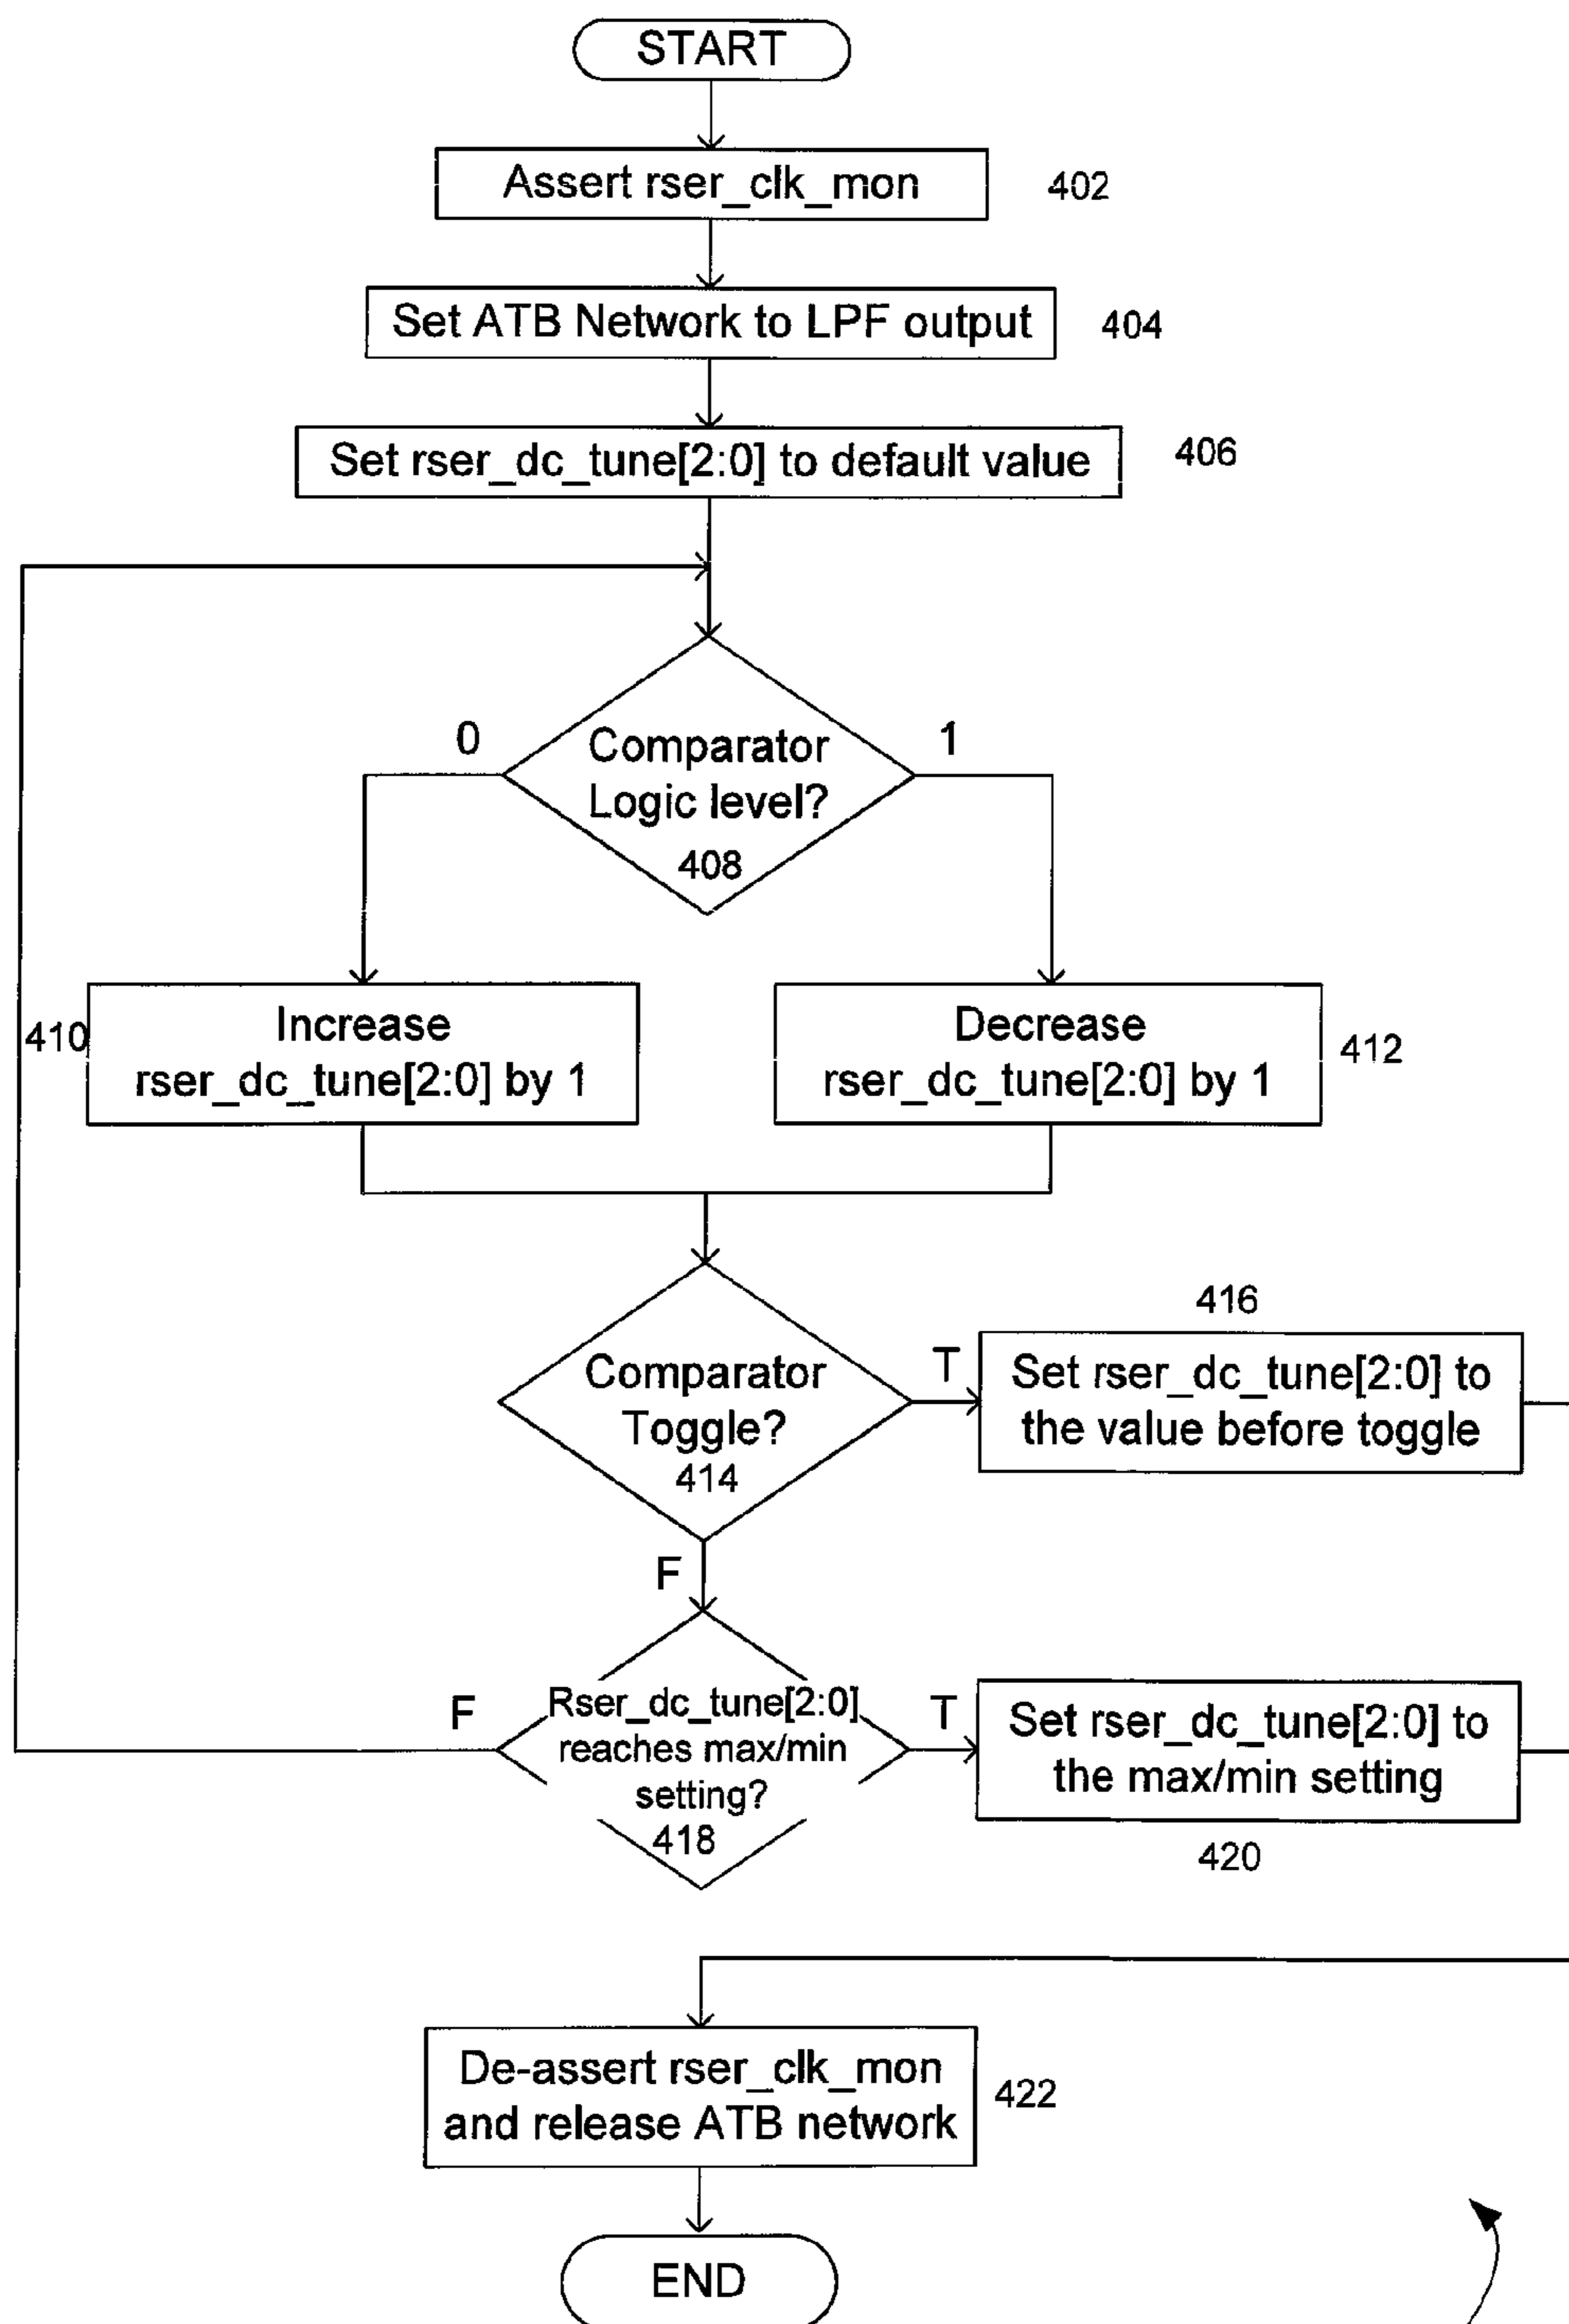 START
Assert rser_clk_mon
402
Set ATB Network to LPF output
404
Set rser_dc_tune[2:0] to default value
406
0
1
Comparator
Logic level?
408
410
Increase
rser_dc_tune[2:0] by 1
Decrease
rser_dc_tune[2:0] by 1
412
Comparator
Toggle?
414
T
416
Set rser_dc_tune[2:0] to
the value before toggle
F
F
Rser_dc_tune[2:0]
reaches max/min
setting?
418
T
Set rser_dc_tune[2:0] to
the max/min setting
420
De-assert rser_clk_mon
and release ATB network
422
END